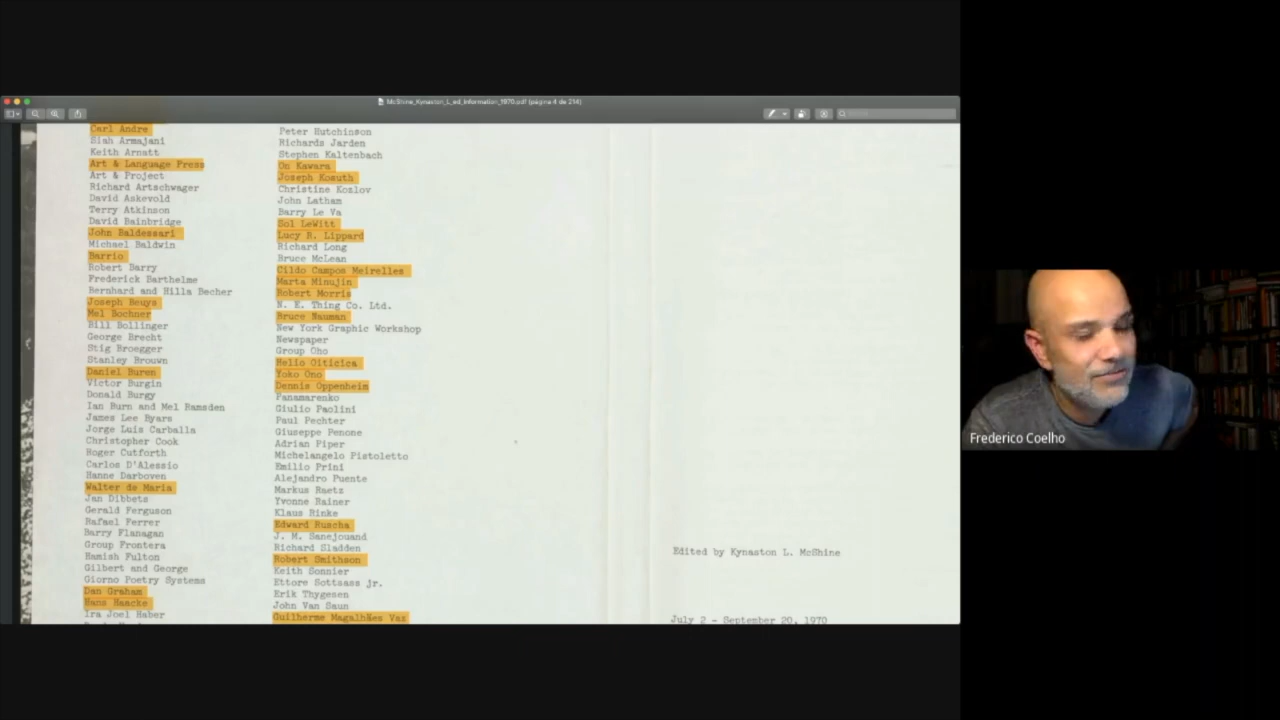 McShine_Kynaston_L_ed_Information_1970.pdf (página 4 de 214)
Carl Andre
Siah Armajani
Keith Arnatt
Art & Language Press
Art & Project
Richard Artschwager
David Askevold
Terry Atkinson
David Bainbridge
John Baldessari
Michael Baldwin
Barrio
Robert Barry
Frederick Barthelme
Bernhard and Hilla Becher
Joseph Beuys
Mel Bochner
Bill Bollinger
George Brecht
Stig Broegger
Stanley Brouwn
Daniel Buren
Victor Burgin
Donald Burgy
Ian Burn and Mel Ramsden
James Lee Byars
Jorge Luis Carballa
Christopher Cook
Roger Cutforth
Carlos D'Alessio
Hanne Darboven
Walter de Maria
Jan Dibbets
Gerald Ferguson
Rafael Ferrer
Barry Flanagan
Group Frontera
Hamish Fulton
Gilbert and George
Giorno Poetry Systems
Dan Graham
Hans Haacke
Ira Joel Haber
Peter Hutchinson
Richards Jarden
Stephen Kaltenbach
On Kawara
Joseph Kosuth
Christine Kozlov
John Latham
Barry Le Va
Sol LeWitt
Lucy R. Lippard
Richard Long
Bruce McLean
Cildo Campos Meirelles
Marta Minujin
Robert Morris
N. E. Thing Co. Ltd.
Bruce Nauman
New York Graphic Workshop
Newspaper
Group Oho
Helio Oiticica
Yoko Ono
Dennis Oppenheim
Panamarenko
Giulio Paolini
Paul Pechter
Giuseppe Penone
Adrian Piper
Michelangelo Pistoletto
Emilio Prini
Alejandro Puente
Markus Raetz
Yvonne Rainer
Klaus Rinke
Edward Ruscha
J. M. Sanejouand
Richard Sladden
Robert Smithson
Keith Sonnier
Ettore Sottsass jr.
Erik Thygesen
John Van Saun
Guilherme Magalhães Vaz
Edited by Kynaston L. McShine
July 2 - September 20, 1970
Frederico Coelho